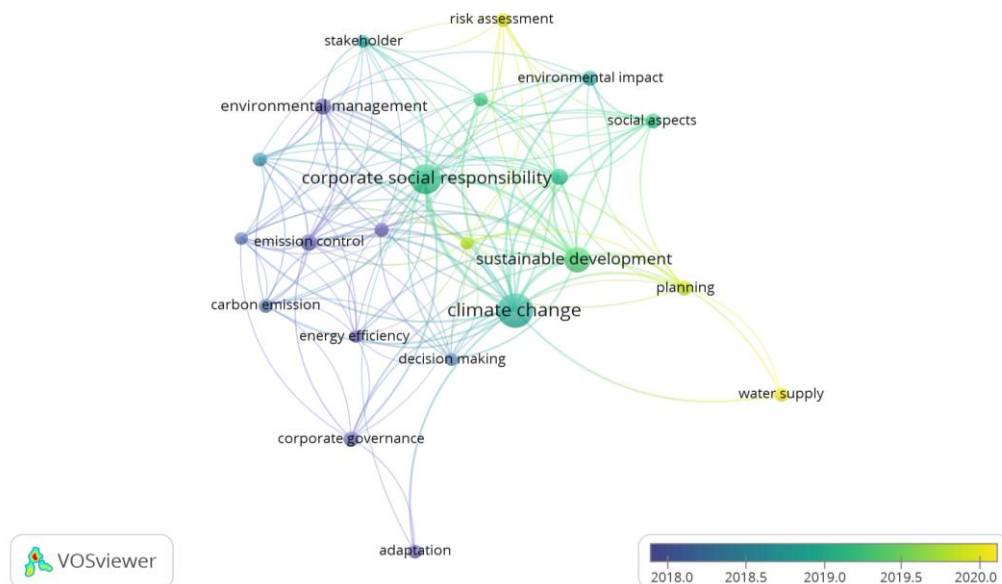 risk assessment
stakeholder
environmental impact
environmental management
social aspects
corporate social responsibility
emission control
sustainable development
planning
carbon emission
climate change
energy efficiency
decision making
water supply
corporate governance
adaptation
VOSviewer
2018.0 2018.5 2019.0 2019.5 2020.0